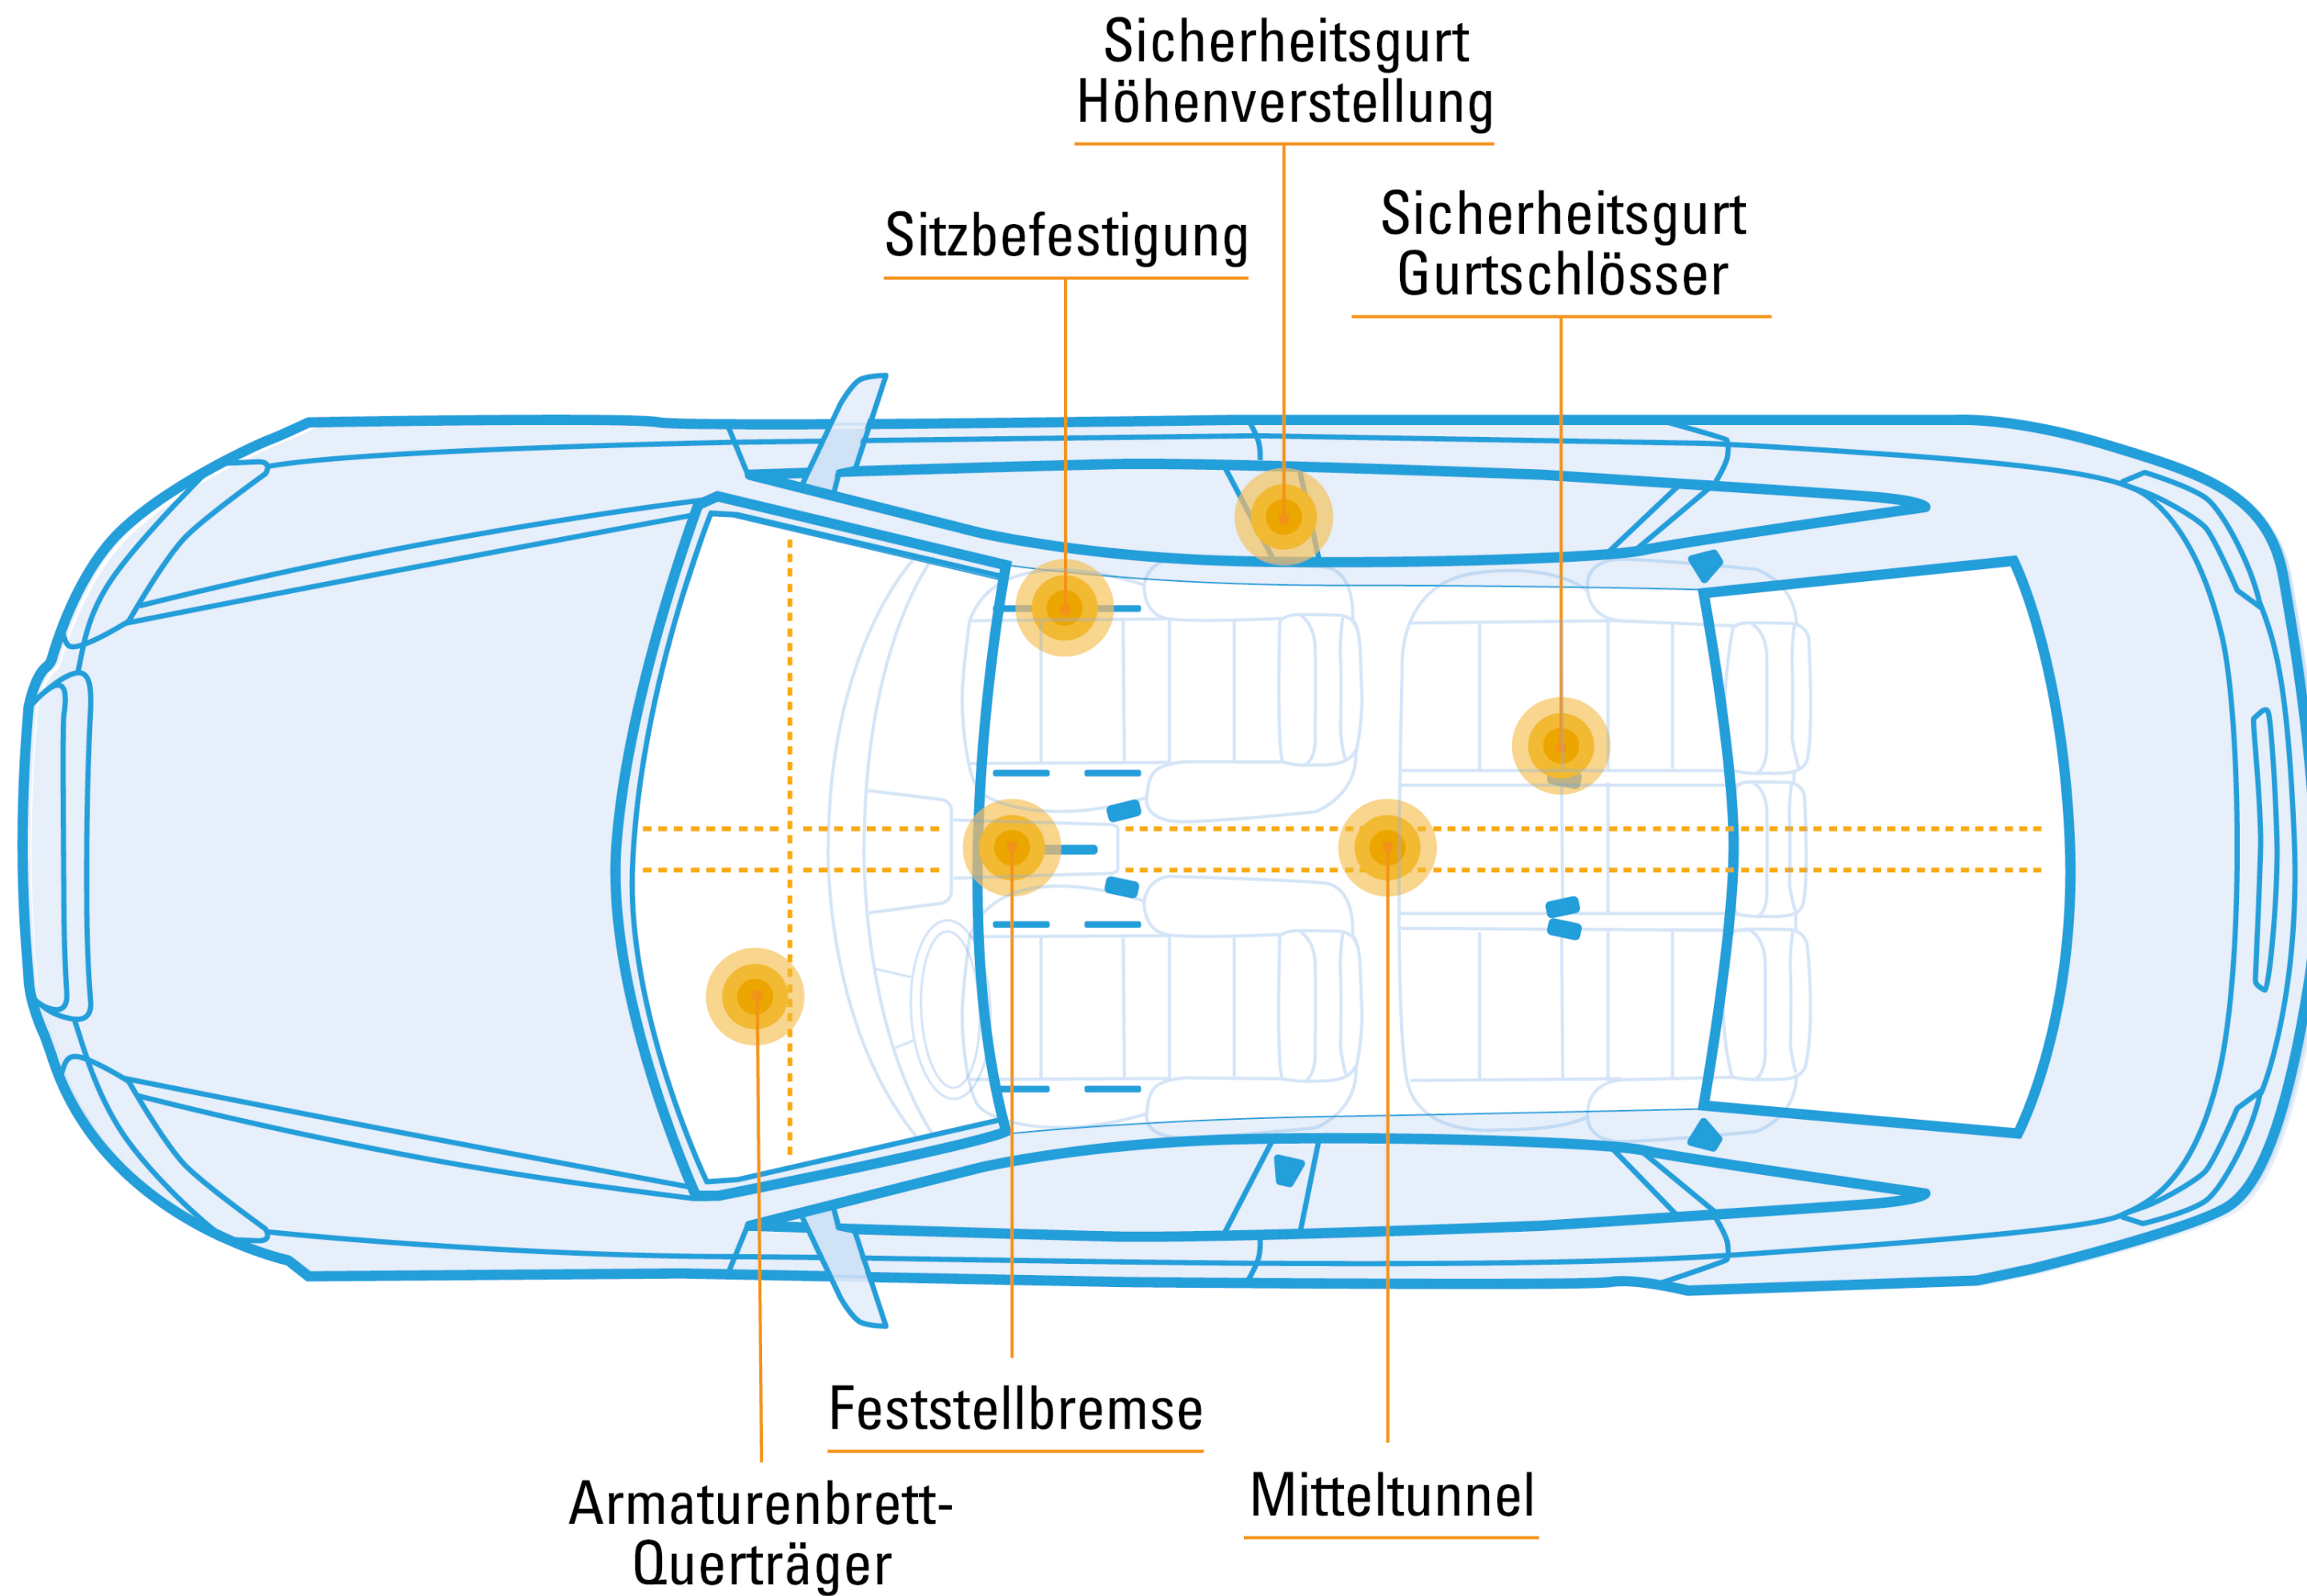 Sicherheitsgurt
Höhenverstellung
Sitzbefestigung
Sicherheitsgurt
Gurtschlösser
Feststellbremse
Armaturenbrett-
Querträger
Mitteltunnel